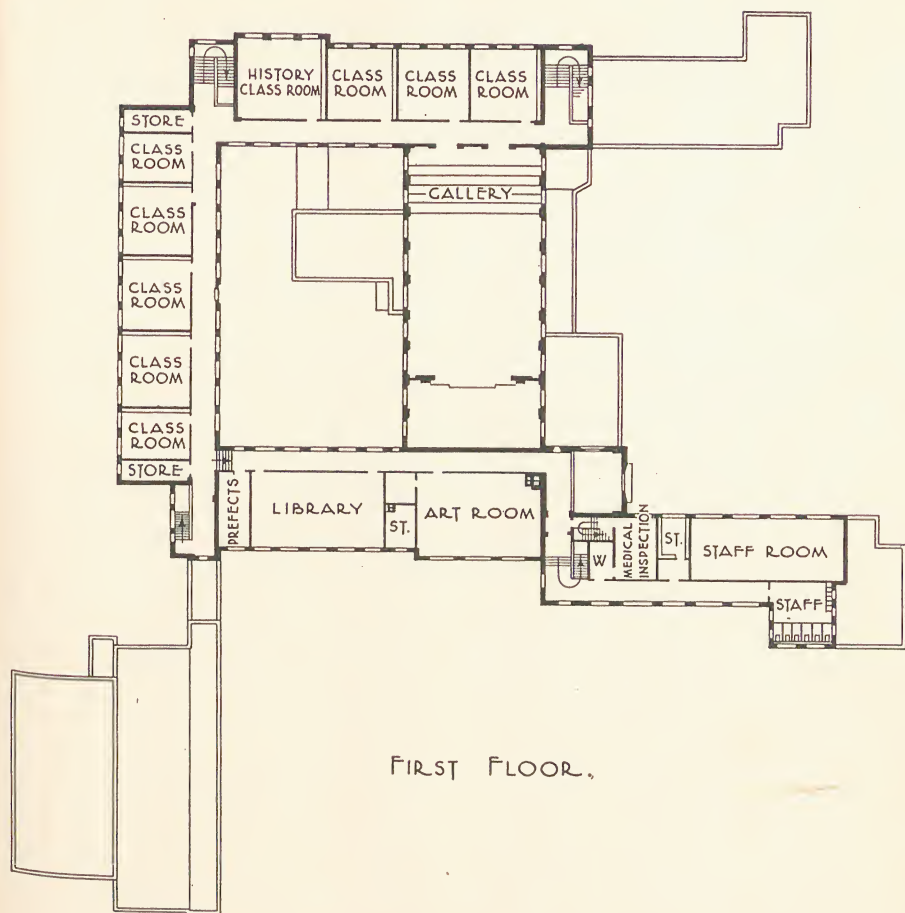 HISTORY
CLASS ROOM
CLASS
ROOM
CLASS
ROOM
CLASS
ROOM
STORE
CLASS
ROOM
CLASS
ROOM
CLASS
ROOM
CLASS
ROOM
CLASS
ROOM
STORE
GALLERY
PREFECTS
LIBRARY
ST.
ART ROOM
W
MEDICAL
INSPECTION
ST.
STAFF ROOM
STAFF
FIRST FLOOR.